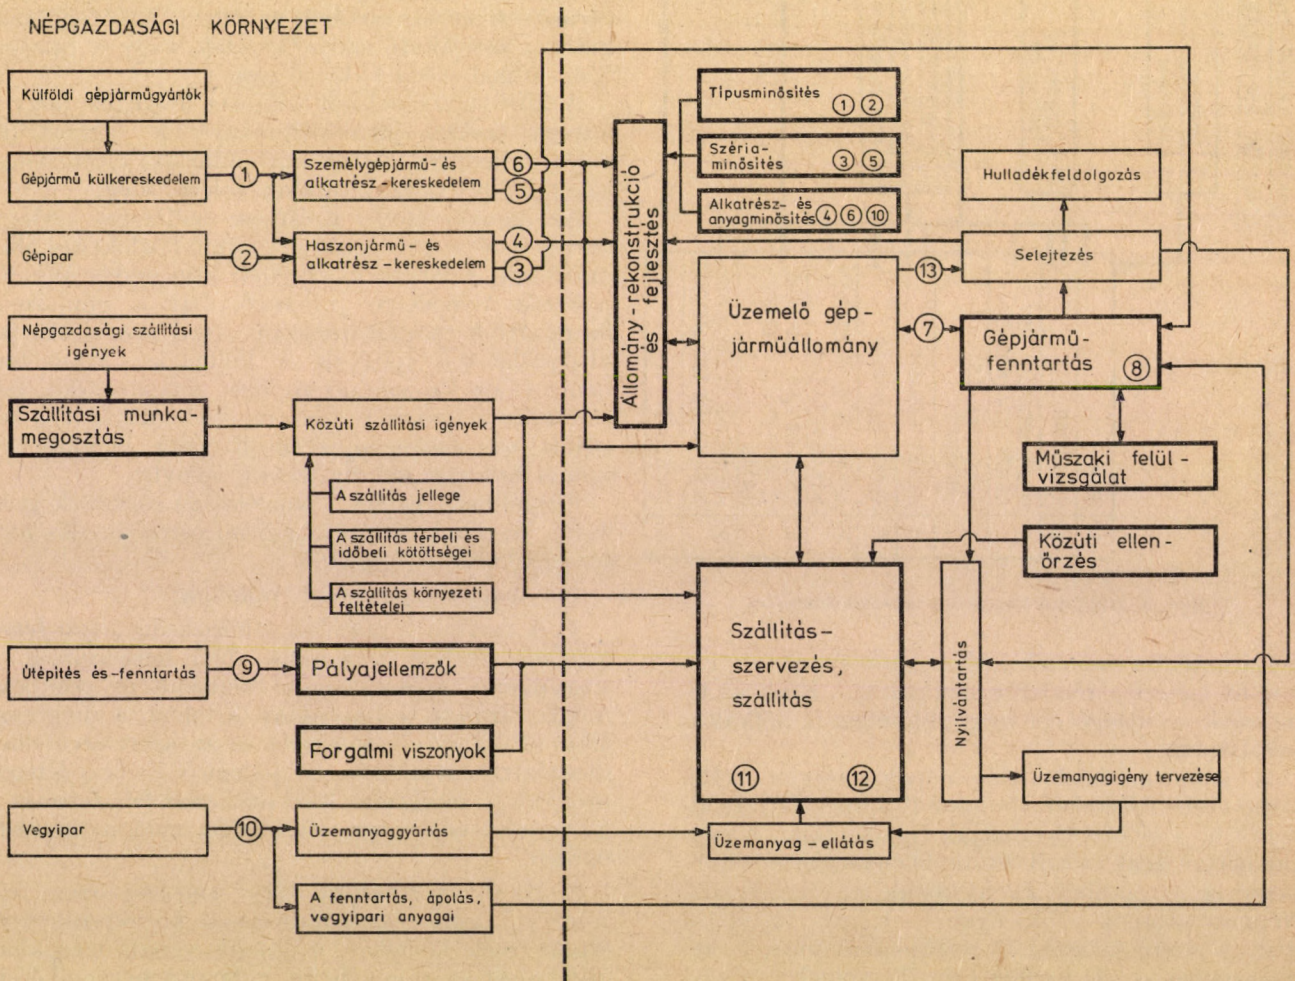 NÉPGAZDASÁGI KÖRNYEZET
Külföldi gépjárműgyártók
Gépjármű külkereskedelem
1
Személygépjármű- és
alkatrész-kereskedelem
6
5
Gépipar
2
Haszonjármű- és
alkatrész-kereskedelem
4
3
Népgazdasági szállítási
igények
Szállítási munka-
megosztás
Közúti szállítási igények
A szállítás jellege
A szállítás térbeli és
időbeli kötöttségei
A szállítás környezeti
feltételei
Útépítés és-fenntartás
9
Pályajellemzők
Forgalmi viszonyok
Vegyipar
10
Üzemanyaggyártás
A fenntartás, ápolás,
vegyipari anyagai
Állomány-rekonstrukció
és fejlesztés
Típusminősítés
1 2
Széria-
minősítés
3 5
Alkatrész- és
anyagminősítés 4 6 10
Üzemelő gép-
járműállomány
13
7
Hulladékfeldolgozás
Selejtezés
Gépjármű-
fenntartás
8
Műszaki felül-
vizsgálat
Közúti ellen-
őrzés
Szállítás-
szervezés,
szállítás
11 12
Nyilvántartás
Üzemanyagigény tervezése
Üzemanyag-ellátás